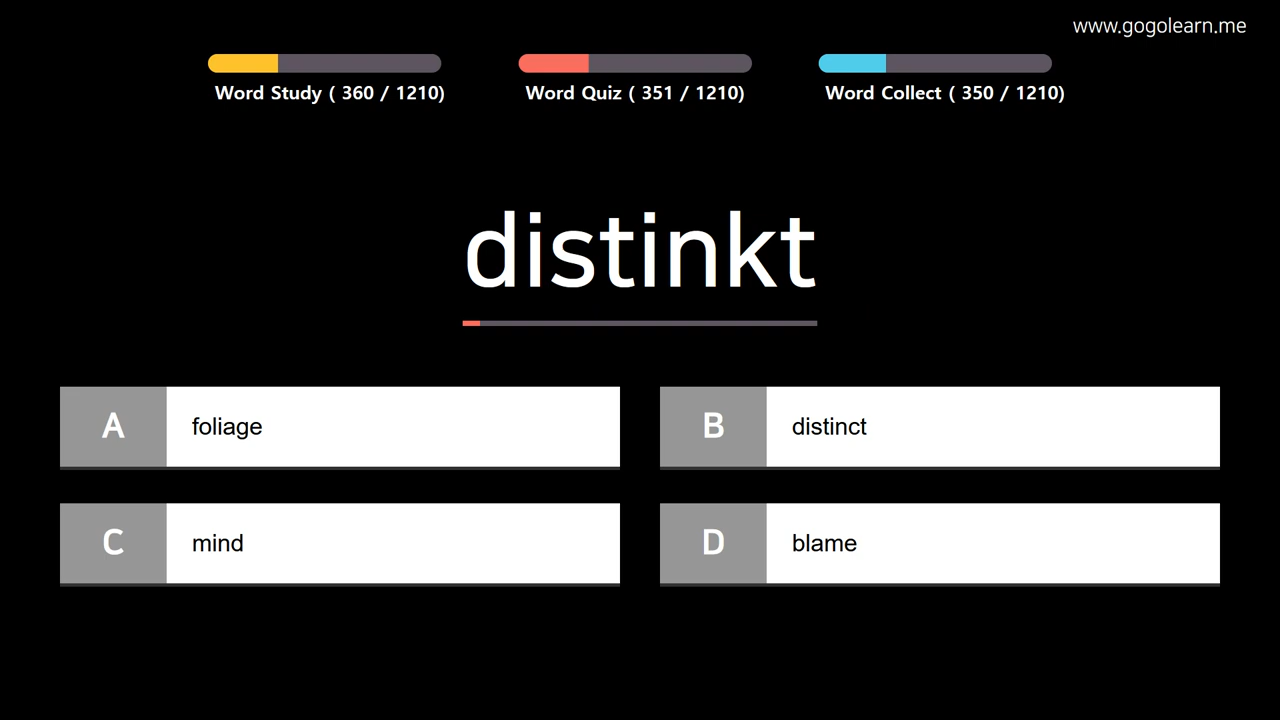 www.gogolearn.me
Word Study ( 360 / 1210)
Word Quiz ( 351 / 1210)
Word Collect ( 350 / 1210)
distinkt
A foliage
B distinct
C mind
D blame